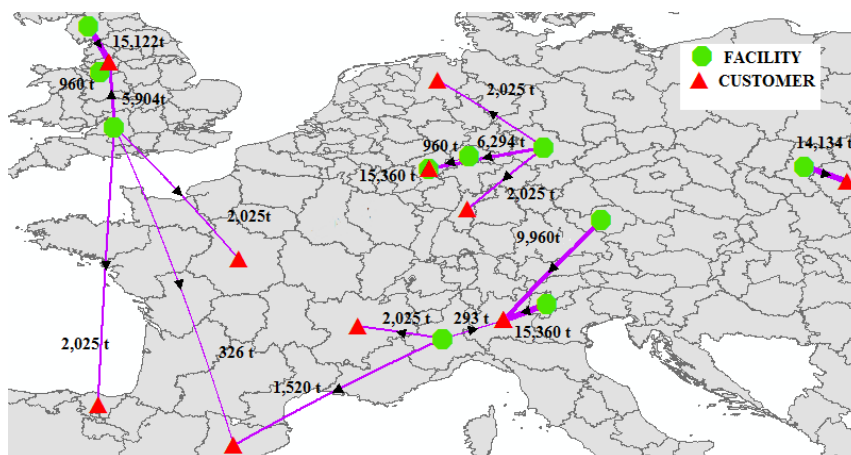 15,122t
FACILITY
CUSTOMER
960 t
2,025 t
5,904t
960 t
6,294t
14,134 t
15,360 t
2,025 t
2,025t
9,960t
2,025 t
293 t
15,360 t
2,025 t
326 t
1,520 t